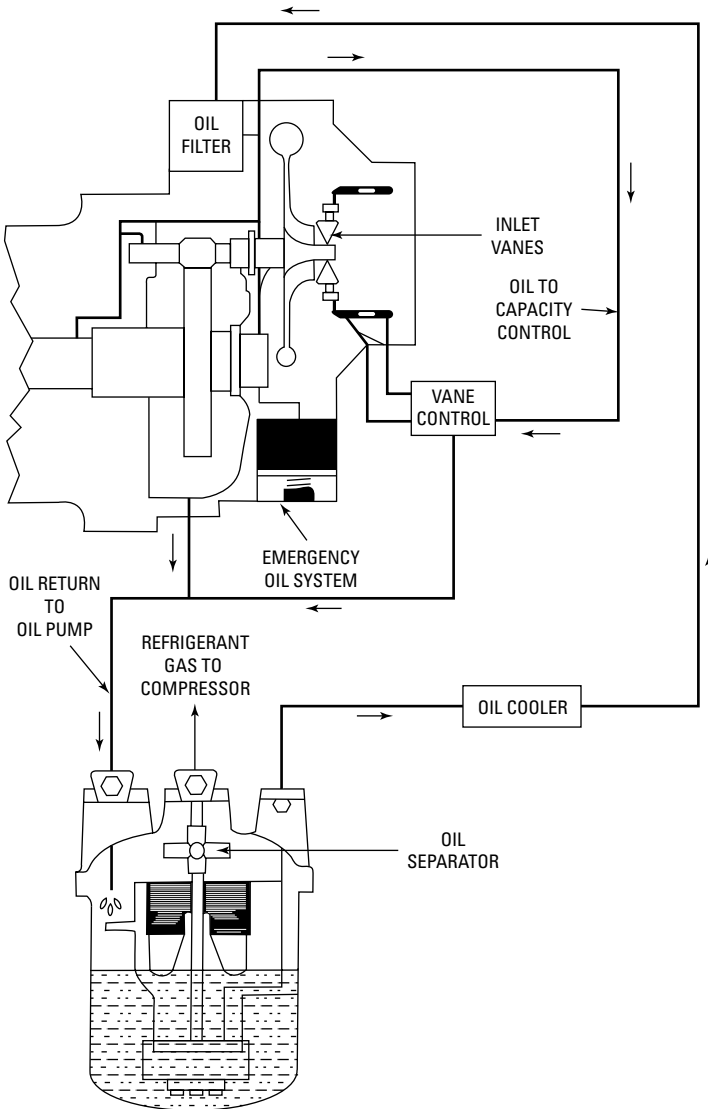 OIL
FILTER
INLET
VANES
OIL TO
CAPACITY
CONTROL
VANE
CONTROL
EMERGENCY
OIL SYSTEM
OIL RETURN
TO
OIL PUMP
REFRIGERANT
GAS TO
COMPRESSOR
OIL COOLER
OIL
SEPARATOR